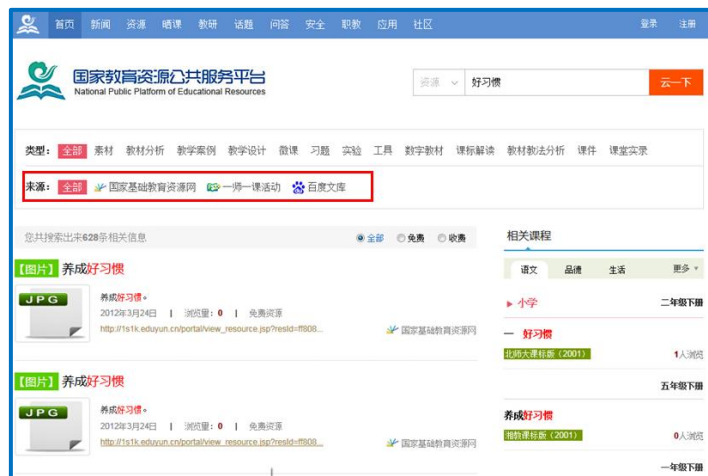 首页 新闻 资源 晒课 教研 话题 问答 安全 职教 应用 社区 登录 注册
国家教育资源公共服务平台
National Public Platform of Educational Resources
资源 好习惯 云一下
类型： 全部 素材 教材分析 教学案例 教学设计 微课 习题 实验 工具 数字教材 课标解读 教材教法分析 课件 课堂实录
来源： 全部 国家基础教育资源网 一师一课活动 百度文库
您共搜索出来628条相关信息 全部 免费 收费
【图片】养成好习惯
JPG
养成好习惯。
2012年3月24日 | 浏览量：0 | 免费资源
http://1s1k.eduyun.cn/portal/view_resource.jsp?resId=ff808... 国家基础教育资源网
【图片】养成好习惯
JPG
养成好习惯。
2012年3月24日 | 浏览量：0 | 免费资源
http://1s1k.eduyun.cn/portal/view_resource.jsp?resId=ff808... 国家基础教育资源网
相关课程
语文 品德 生活 更多
小学 二年级下册
一 好习惯
北师大课标版（2001） 1人浏览
五年级下册
养成好习惯
湘教课标版（2001） 0人浏览
一年级下册